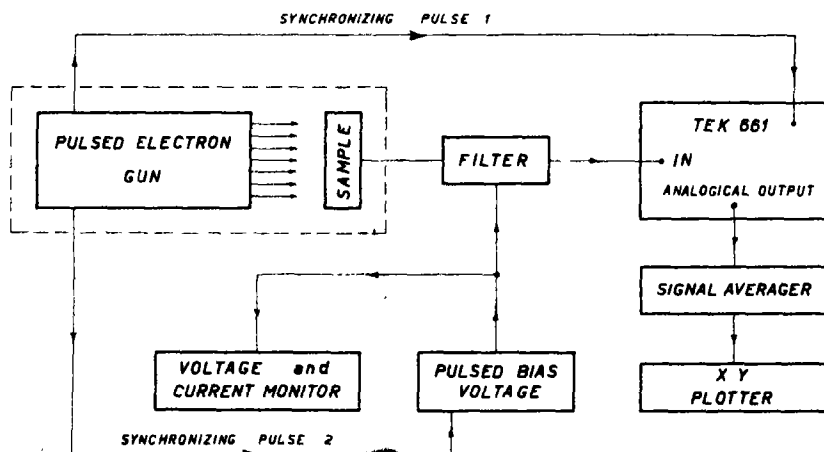 SYNCHRONIZING PULSE 1
PULSED ELECTRON
GUN
SAMPLE
FILTER
TEK 661
IN
ANALOGICAL OUTPUT
SIGNAL AVERAGER
VOLTAGE and
CURRENT MONITOR
PULSED BIAS
VOLTAGE
X Y
PLOTTER
SYNCHRONIZING PULSE 2